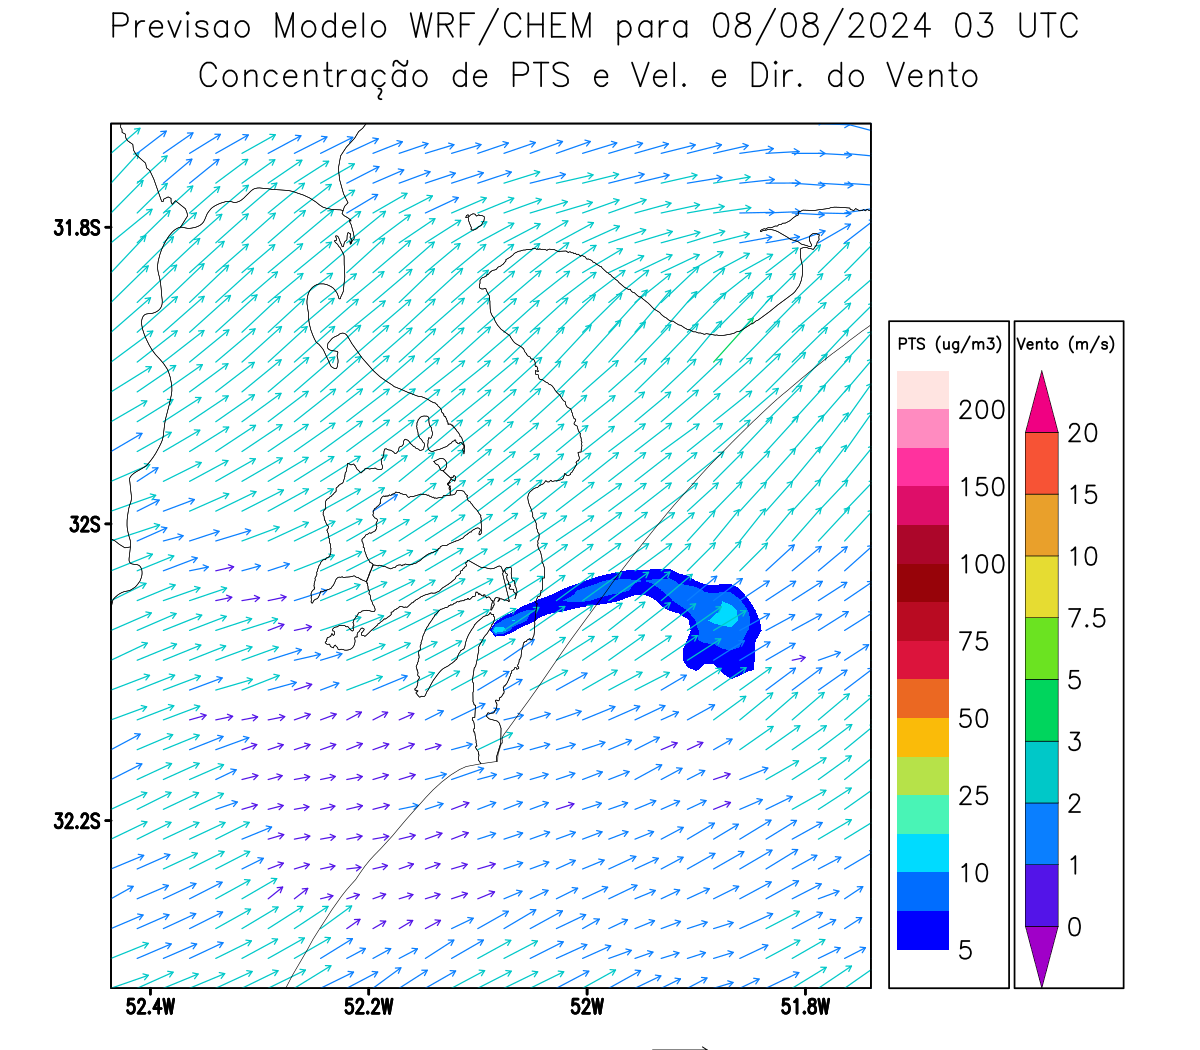 Previsao Modelo WRF/CHEM para 08/08/2024 03 UTC
Concentração de PTS e Vel. e Dir. do Vento
31.8S
32S
32.2S
52.4W
52.2W
52W
51.8W
PTS (ug/m3)
200
150
100
75
50
25
10
5
Vento (m/s)
20
15
10
7.5
5
3
2
1
0